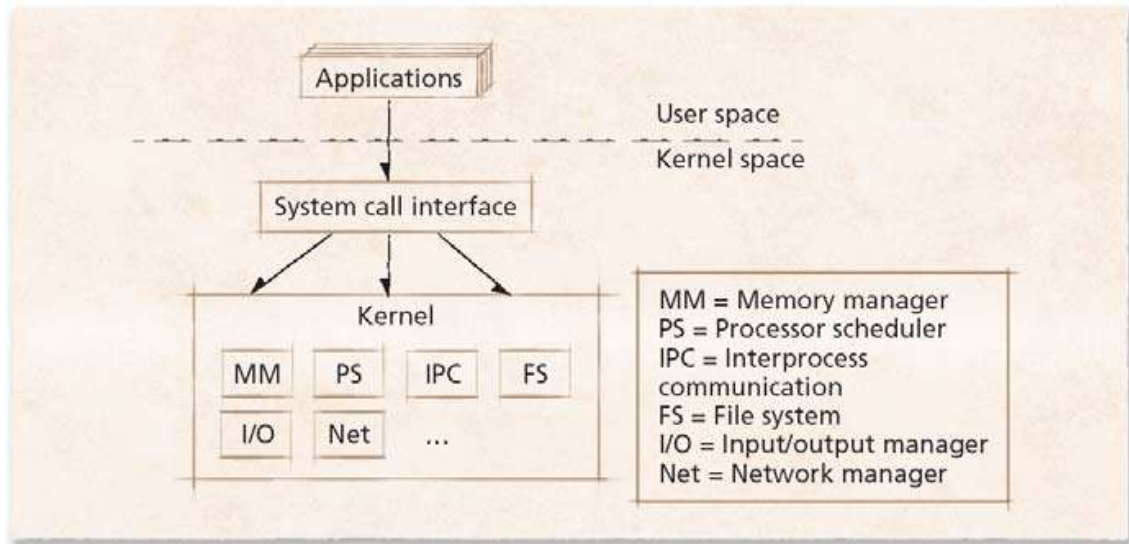 Applications
User space
Kernel space
System call interface
Kernel
MM PS IPC FS
I/O Net ...
MM = Memory manager
PS = Processor scheduler
IPC = Interprocess
communication
FS = File system
I/O = Input/output manager
Net = Network manager